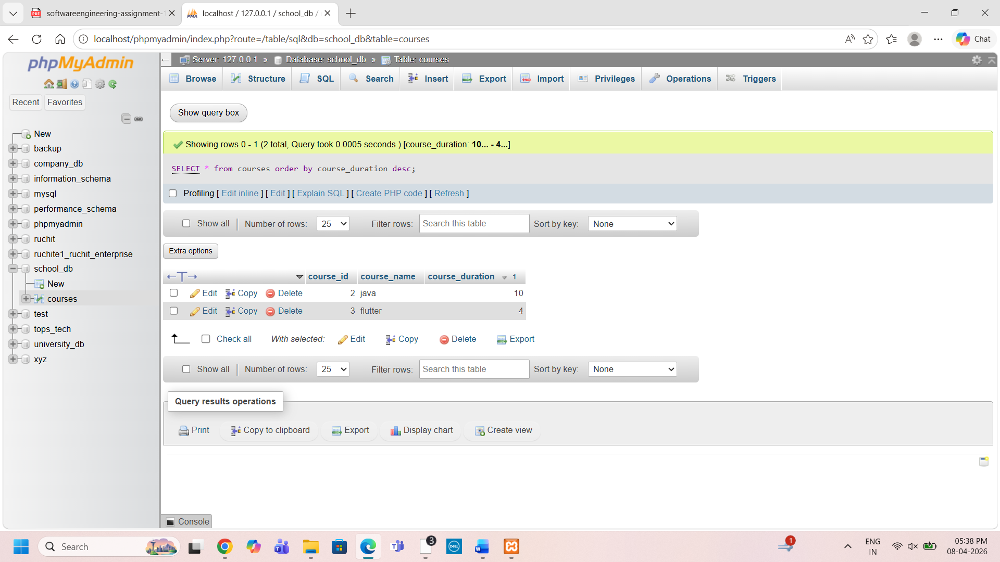 softwareengineering-assignment-1
localhost / 127.0.0.1 / school_db /
localhost/phpmyadmin/index.php?route=/table/sql&db=school_db&table=courses
Chat
phpMyAdmin
Recent
Favorites
New
backup
company_db
information_schema
mysql
performance_schema
phpmyadmin
ruchit
ruchite1_ruchit_enterprise
school_db
New
courses
test
tops_tech
university_db
xyz
Server: 127.0.0.1 » Database: school_db » Table: courses
Browse Structure SQL Search Insert Export Import Privileges Operations Triggers
Show query box
Showing rows 0 - 1 (2 total, Query took 0.0005 seconds.) [course_duration: 10... - 4...]
SELECT * from courses order by course_duration desc;
Profiling [ Edit inline ] [ Edit ] [ Explain SQL ] [ Create PHP code ] [ Refresh ]
Show all Number of rows: 25 Filter rows: Search this table Sort by key: None
Extra options
course_id course_name course_duration 1
Edit Copy Delete 2 java 10
Edit Copy Delete 3 flutter 4
Check all With selected: Edit Copy Delete Export
Show all Number of rows: 25 Filter rows: Search this table Sort by key: None
Query results operations
Print Copy to clipboard Export Display chart Create view
Console
Search
3
DELL
1
ENG
IN
05:38 PM
08-04-2026